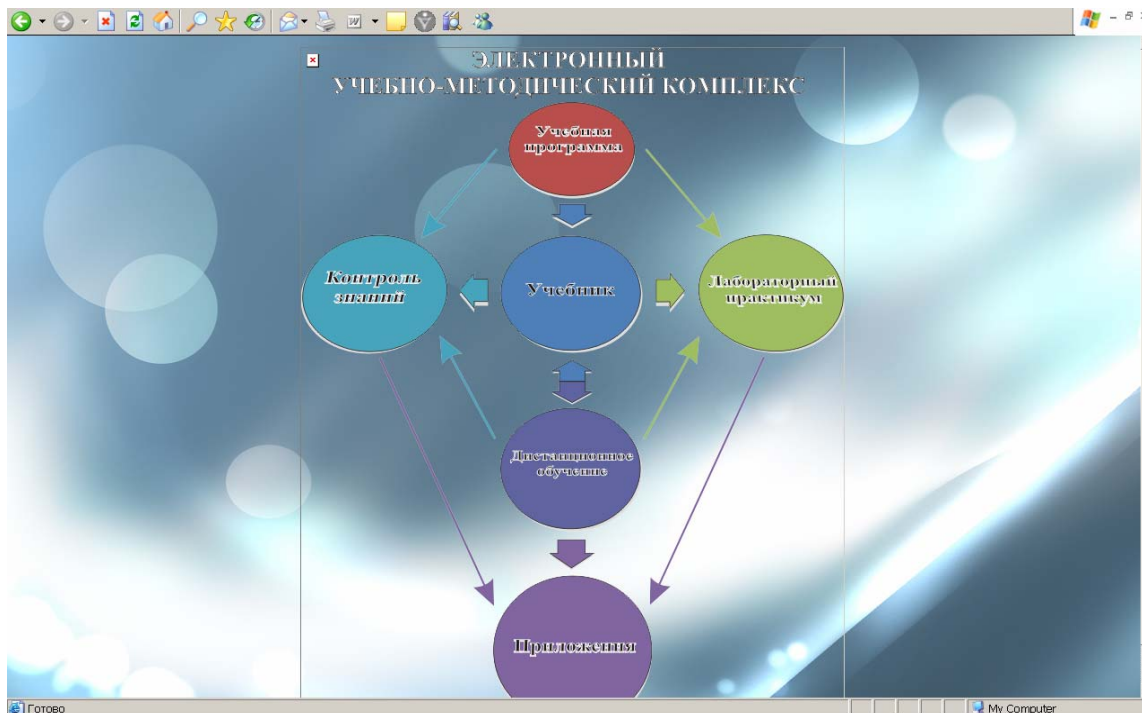 ЭЛЕКТРОННЫЙ
УЧЕБНО-МЕТОДИЧЕСКИЙ КОМПЛЕКС
Учебная
программа
Контроль
знаний
Учебник
Лабораторный
практикум
Дистанционное
обучение
Приложения
Готово
My Computer